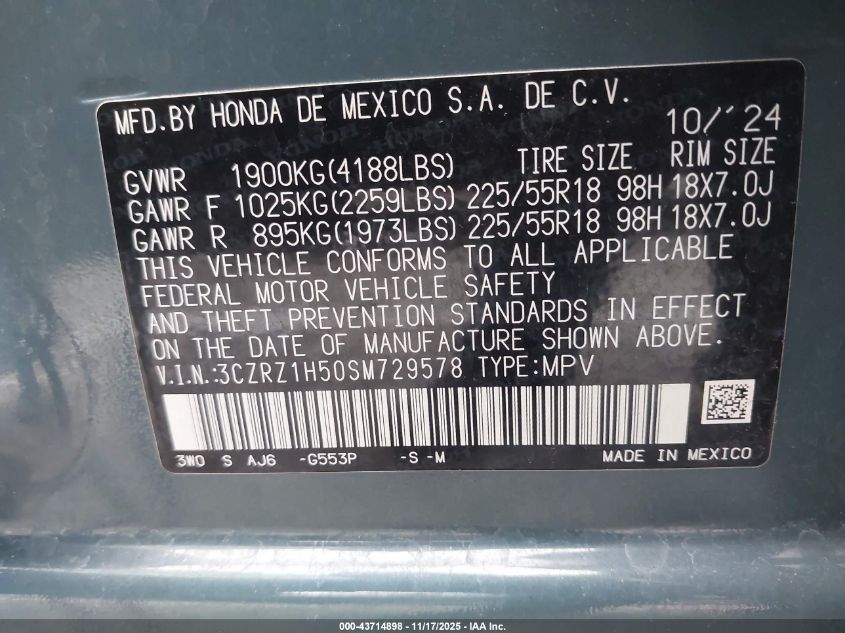 MFD.BY HONDA DE MEXICO S.A. DE C.V.
10/'24
GVWR 1900KG(4188LBS) TIRE SIZE RIM SIZE
GAWR F 1025KG(2259LBS) 225/55R18 98H 18X7.0J
GAWR R 895KG(1973LBS) 225/55R18 98H 18X7.0J
THIS VEHICLE CONFORMS TO ALL APPLICABLE
FEDERAL MOTOR VEHICLE SAFETY
AND THEFT PREVENTION STANDARDS IN EFFECT
ON THE DATE OF MANUFACTURE SHOWN ABOVE.
V.I.N.:3CZRZ1H50SM729578 TYPE:MPV
3W0 S AJ6 -G553P -S -M MADE IN MEXICO
000-43714898 - 11/17/2025 - IAA Inc.